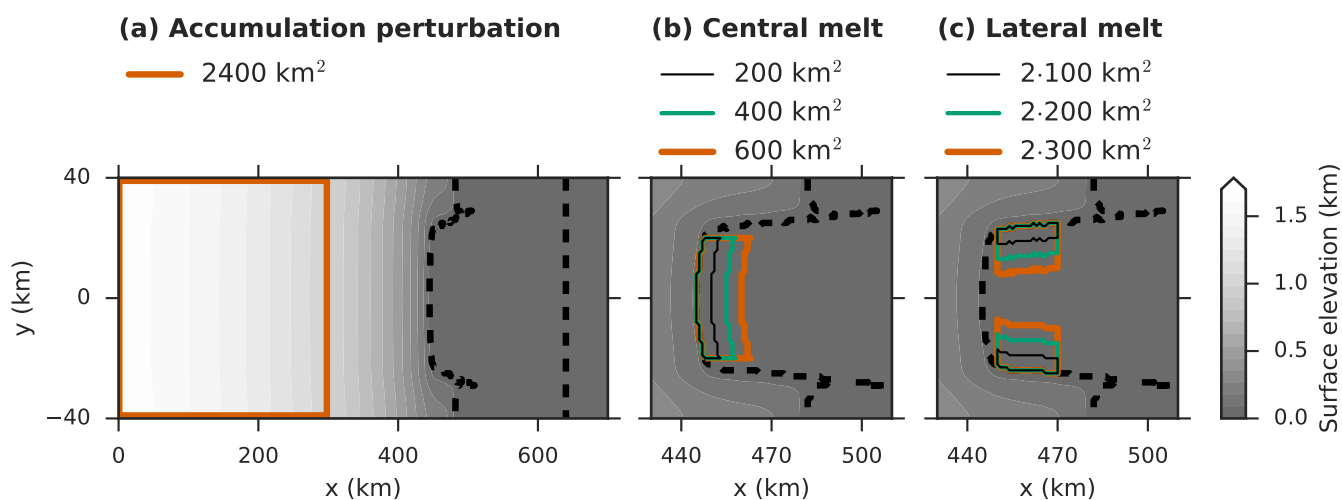 (a) Accumulation perturbation
2400 km²
(b) Central melt
200 km²
400 km²
600 km²
(c) Lateral melt
2·100 km²
2·200 km²
2·300 km²
40
0
−40
y (km)
0 200 400 600
x (km)
440 470 500
x (km)
440 470 500
x (km)
1.5
1.0
0.5
0.0
Surface elevation (km)